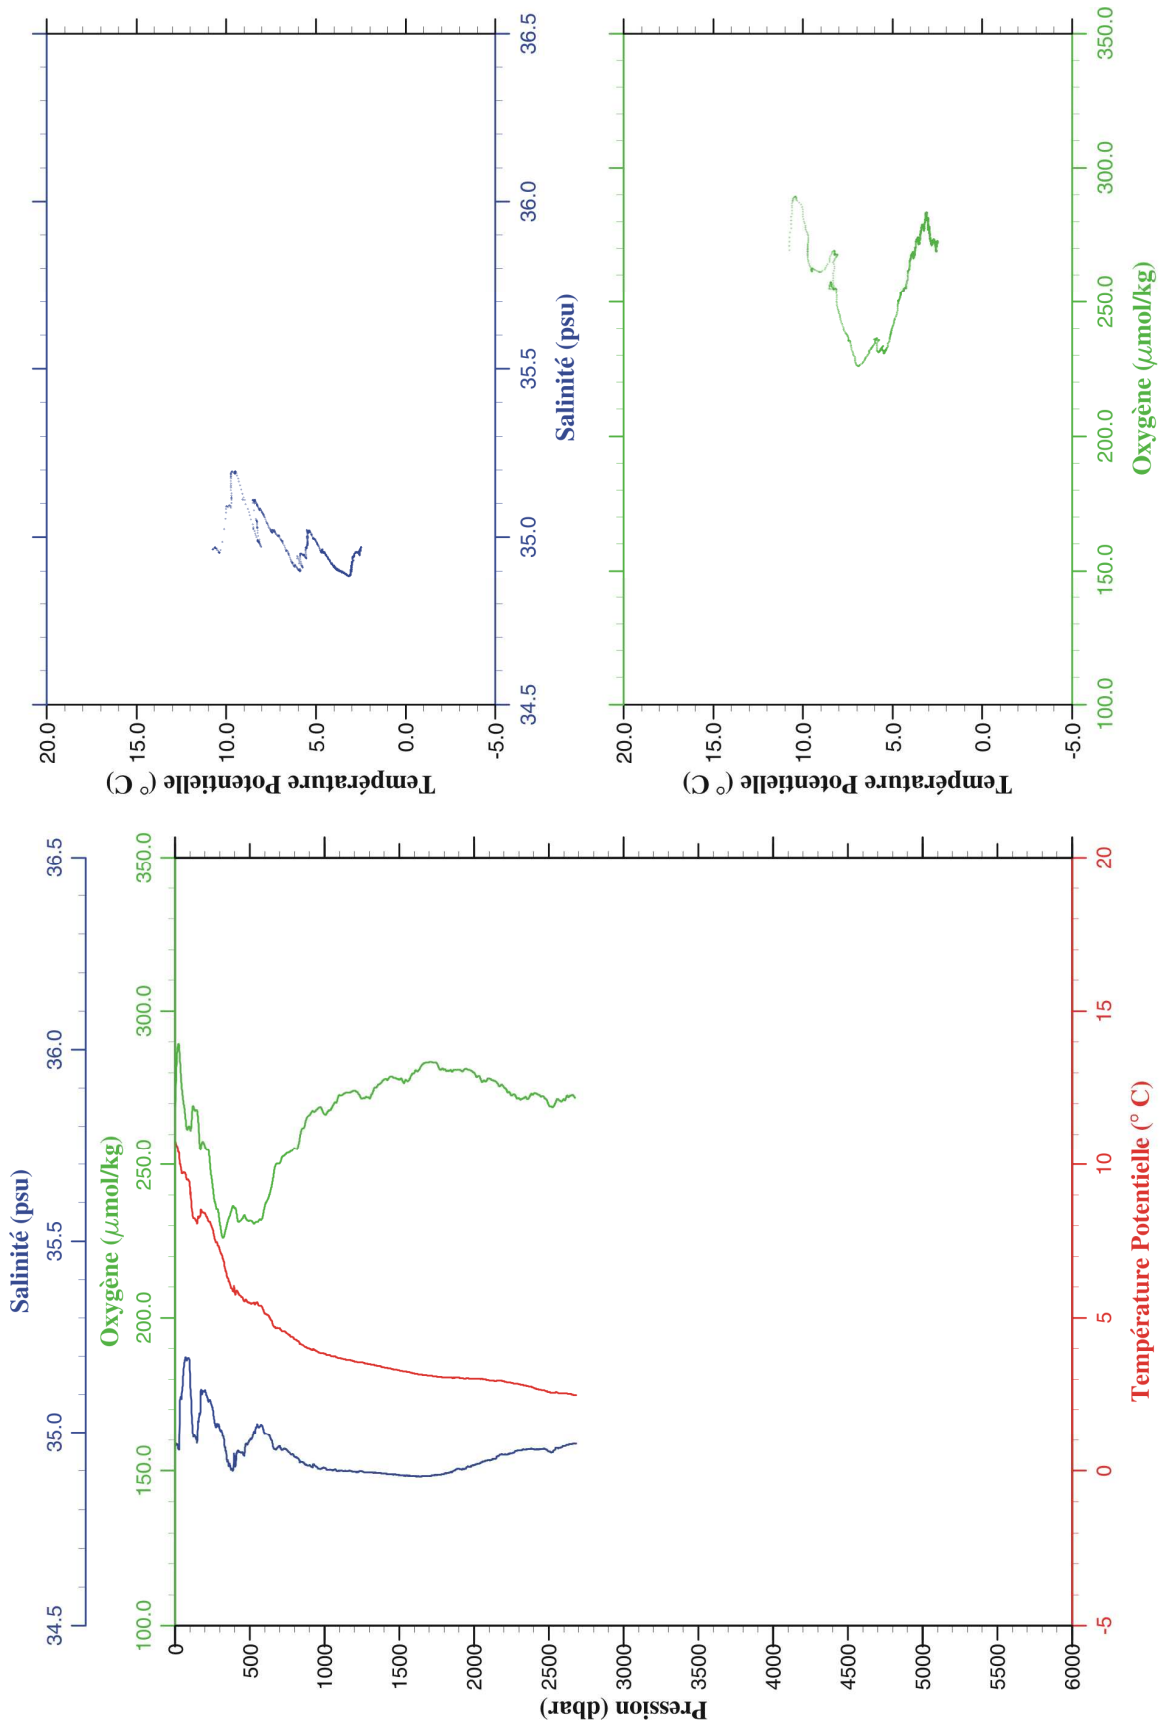 Salinité (psu)
34.5 35.0 35.5 36.0 36.5
Oxygène (μmol/kg)
100.0 150.0 200.0 250.0 300.0 350.0
0
500
1000
1500
2000
2500
3000
3500
4000
4500
5000
5500
6000
Pression (dbar)
-5 0 5 10 15 20
Température Potentielle (° C)
20.0
15.0
10.0
5.0
0.0
-5.0
Température Potentielle (° C)
34.5 35.0 35.5 36.0 36.5
Salinité (psu)
20.0
15.0
10.0
5.0
0.0
-5.0
Température Potentielle (° C)
100.0 150.0 200.0 250.0 300.0 350.0
Oxygène (μmol/kg)